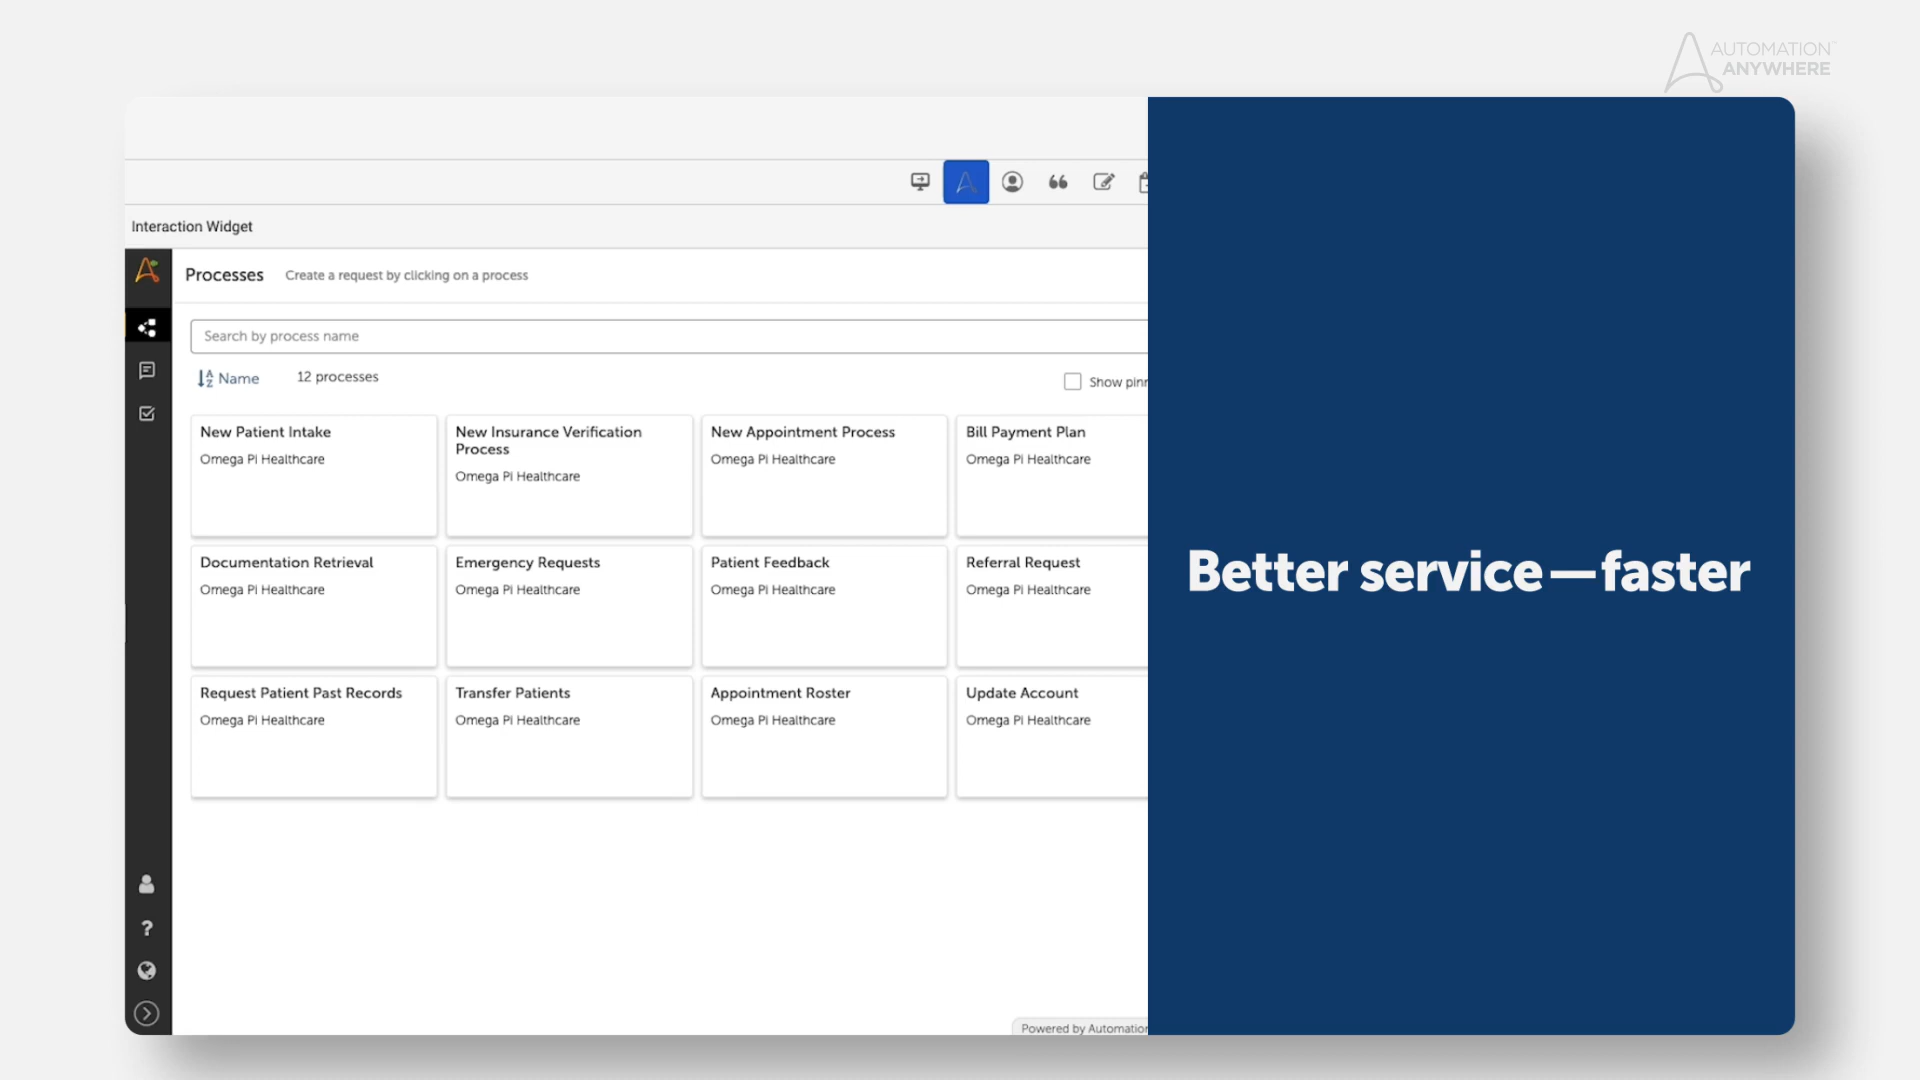 AUTOMATION
ANYWHERE
Interaction Widget
Processes Create a request by clicking on a process
Search by process name
Name 12 processes
Show pinn
New Patient Intake
Omega Pi Healthcare
New Insurance Verification
Process
Omega Pi Healthcare
New Appointment Process
Omega Pi Healthcare
Bill Payment Plan
Omega Pi Healthcare
Documentation Retrieval
Omega Pi Healthcare
Emergency Requests
Omega Pi Healthcare
Patient Feedback
Omega Pi Healthcare
Referral Request
Omega Pi Healthcare
Request Patient Past Records
Omega Pi Healthcare
Transfer Patients
Omega Pi Healthcare
Appointment Roster
Omega Pi Healthcare
Update Account
Omega Pi Healthcare
Powered by Automation
Better service—faster